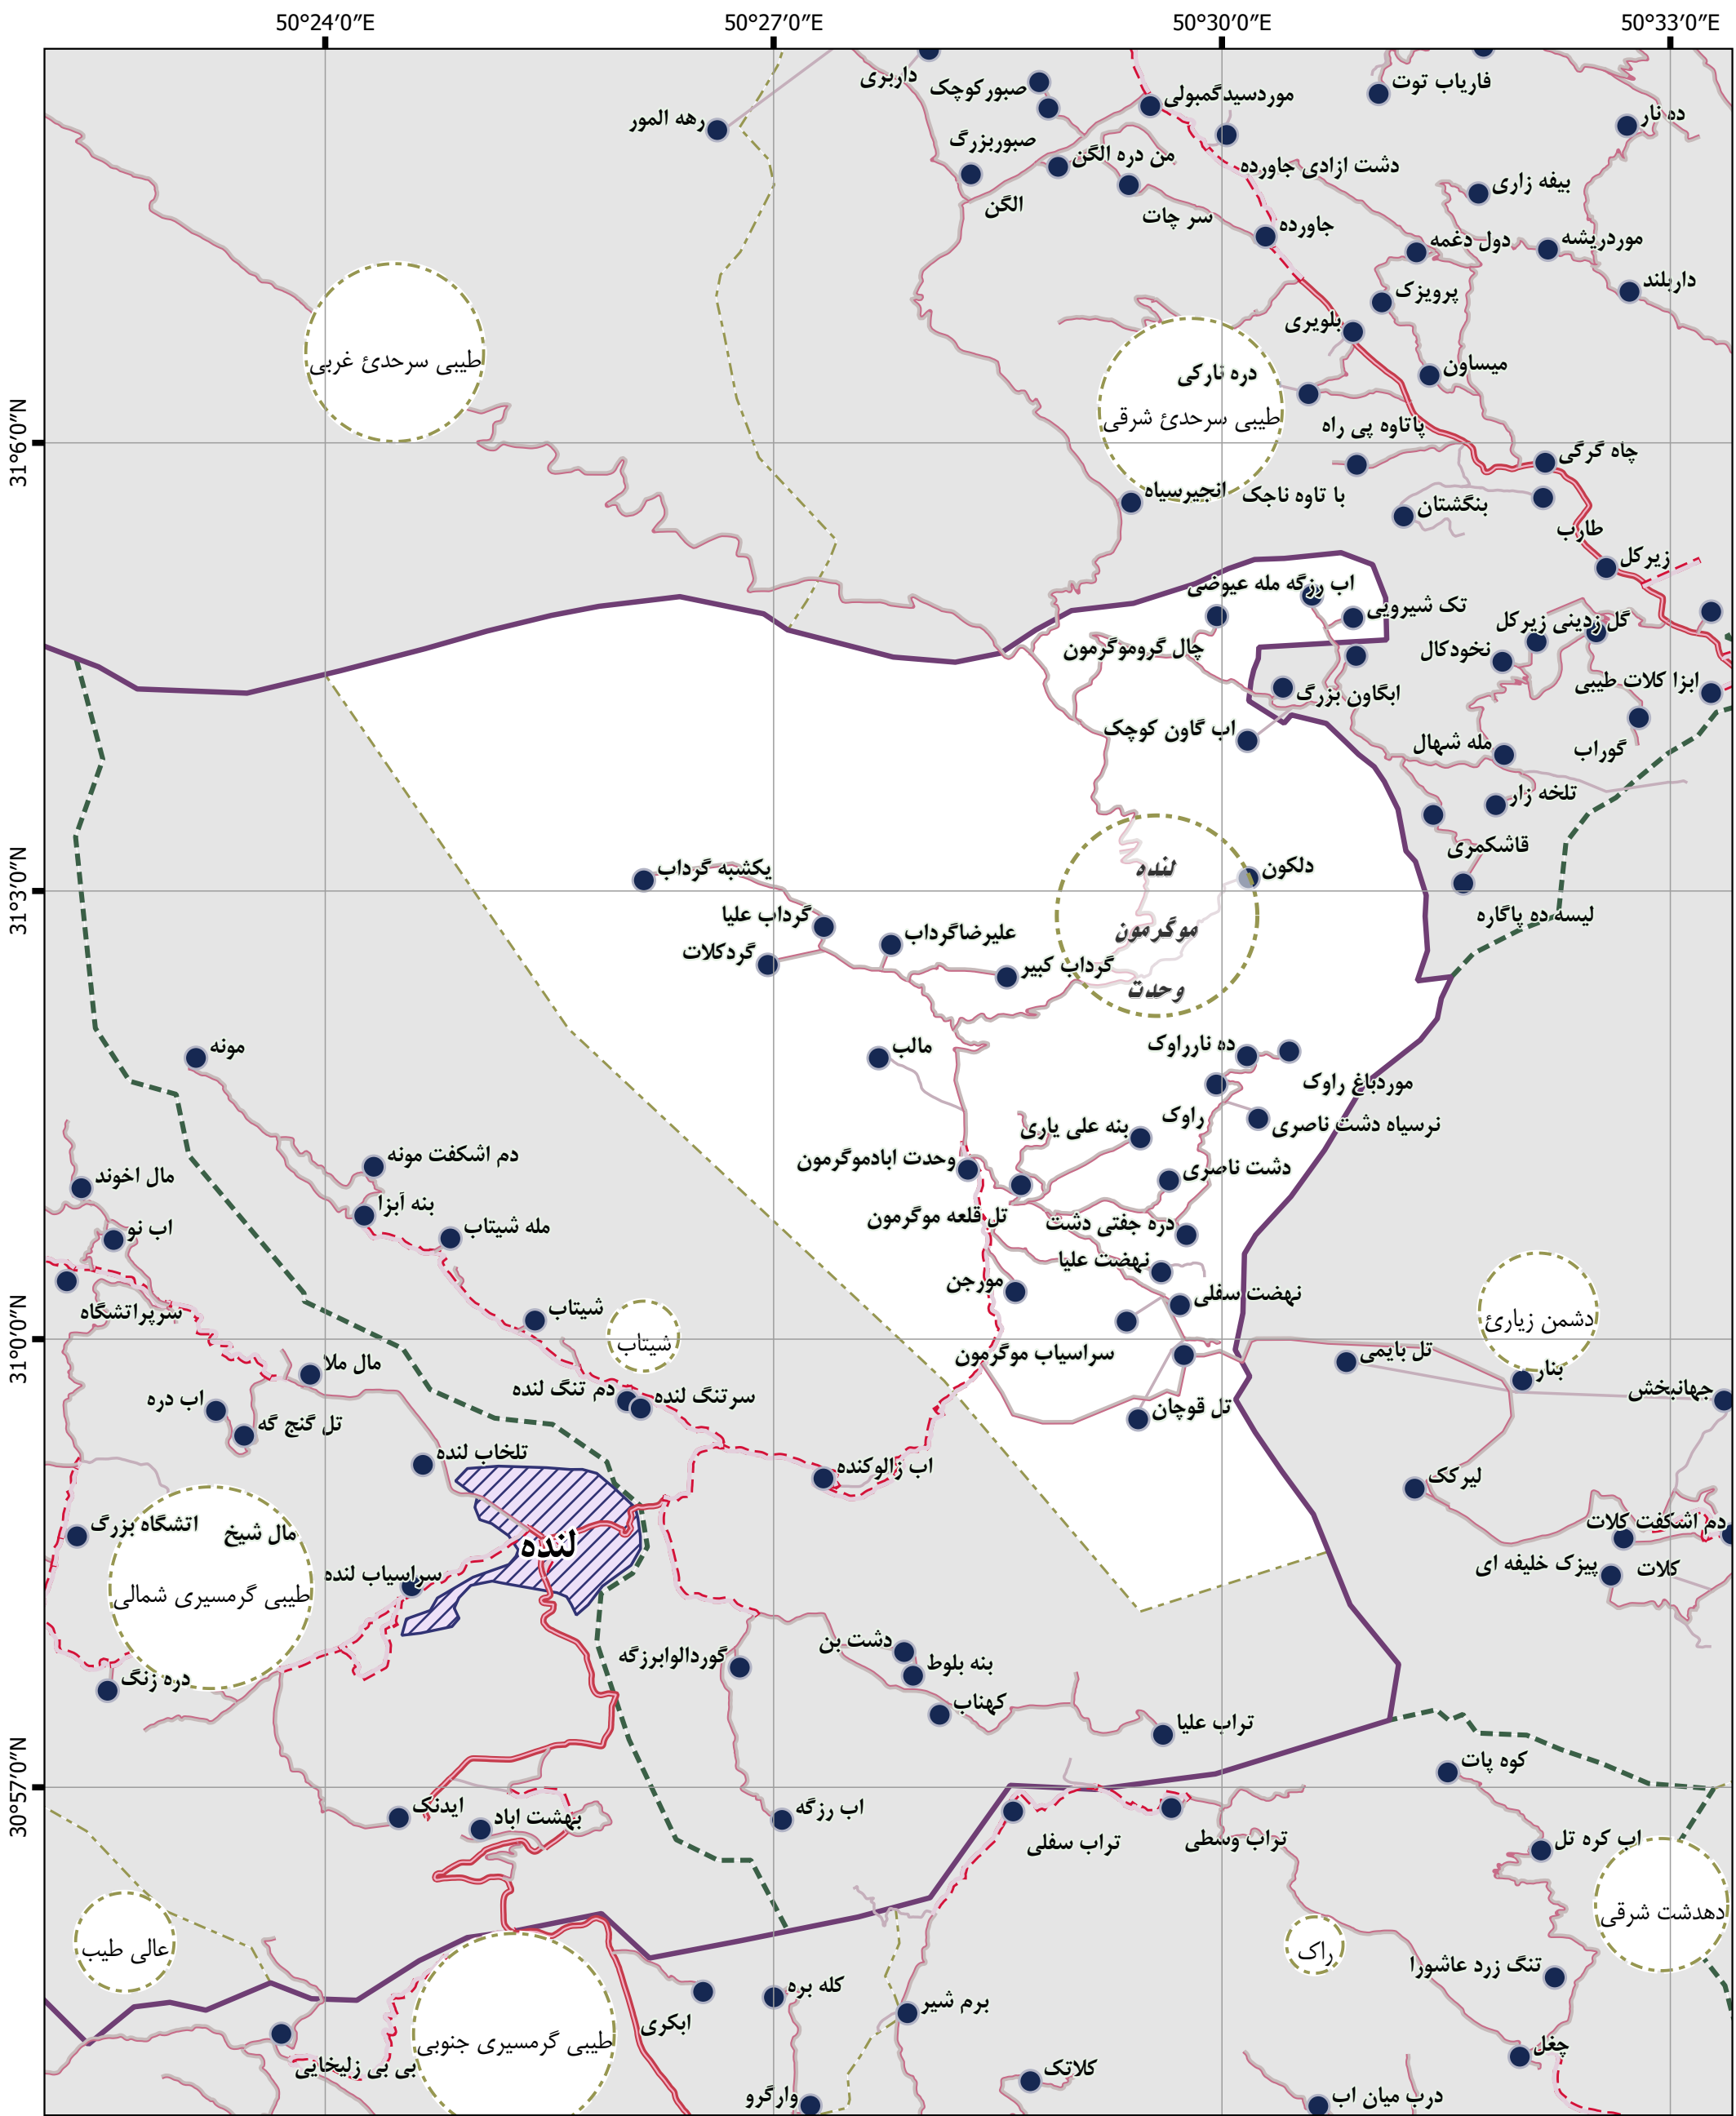 50°24′0″E
50°27′0″E
50°30′0″E
50°33′0″E
داربری
صبورکوچک
موردسیدگمبولی
فاریاب توت
رهه المور
ده نار
صبوربزرگ
من دره الگن
دشت ازادی جاورده
بیفه زاری
الگن
سر چات
جاورده
دول دغمه
موردریشه
پرویزک
داربلند
بلویری
طیبی سرحدئ غربی
دره نارکی
میساون
طیبی سرحدئ شرقی
پاتاوه پی راه
31°6′0″N
چاه گرگی
انجیرسیاه
با تاوه ناجک
بنگشتان
طارب
زیرکل
اب رزگه مله عیوضی
تک شیرویی
گل زدینی زیرکل
چال گروموگرمون
نخودکال
ابگاون بزرگ
ابزا کلات طیبی
اب گاون کوچک
مله شهال
گوراب
تلخه زار
قاشکمری
یکشبه گرداب
لنده
دلکون
31°3′0″N
گرداب علیا
علیرضاگرداب
موگرمون
لیسه ده پاگاره
گردکلات
گرداب کبیر
وحدت
مونه
مالب
ده نارراوک
موردباغ راوک
بنه علی یاری
راوک
نرسیاه دشت ناصری
دم اشکفت مونه
وحدت ابادموگرمون
دشت ناصری
مال اخوند
بنه آبزا
تل قلعه موگرمون
دره جفتی دشت
اب نو
مله شیتاب
نهضت علیا
مورجن
نهضت سفلی
سرپراتشگاه
شیتاب
شیتاب
دشمن زیارئ
31°0′0″N
مال ملا
سراسیاب موگرمون
تل بایمی
بنار
دم تنگ لنده
سرتنگ لنده
جهانبخش
اب دره
تل گنج گه
تل قوچان
تلخاب لنده
اب زالوکنده
لیرکک
اتشگاه بزرگ
مال شیخ
لنده
دم اشکفت کلات
سراسیاب لنده
پیزک خلیفه ای
کلات
طیبی گرمسیری شمالی
دره زنگ
گوردالوابرزگه
دشت بن
بنه بلوط
کهناب
تراب علیا
30°57′0″N
کوه پات
ایدنک
بهشت اباد
اب رزگه
تراب سفلی
تراب وسطی
اب کره تل
عالی طیب
راک
دهدشت شرقی
تنگ زرد عاشورا
کله بره
برم شیر
ابکری
طیبی گرمسیری جنوبی
چغل
بی بی زلیخایی
کلاتک
وارگرو
درب میان اب